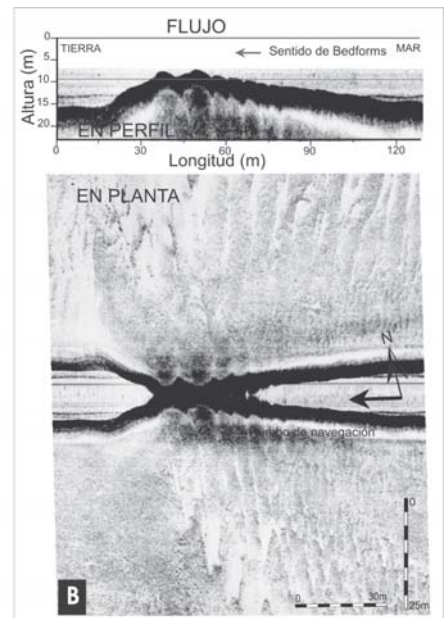 FLUJO
TIERRA
Sentido de Bedforms
MAR
Altura (m)
0
5
10
15
20
EN PERFIL
0
30
60
90
120
Longitud (m)
EN PLANTA
N
Rumbo de navegación
0
25m
0
30m
B